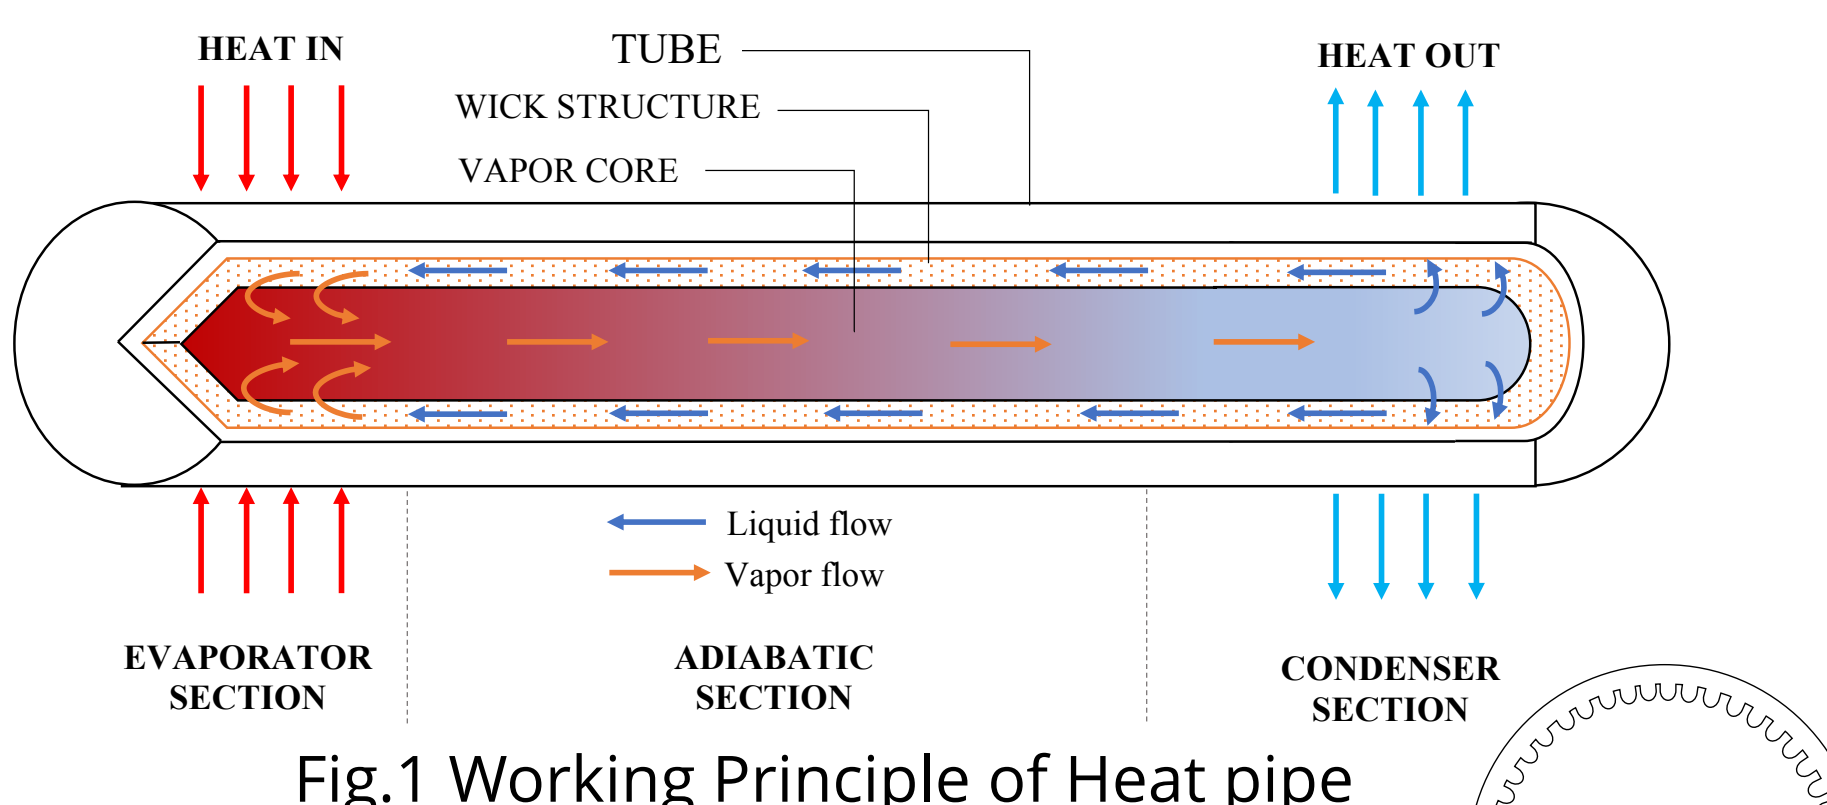 HEAT IN
TUBE
HEAT OUT
WICK STRUCTURE
VAPOR CORE
Liquid flow
Vapor flow
EVAPORATOR
SECTION
ADIABATIC
SECTION
CONDENSER
SECTION
Fig.1 Working Principle of Heat pipe